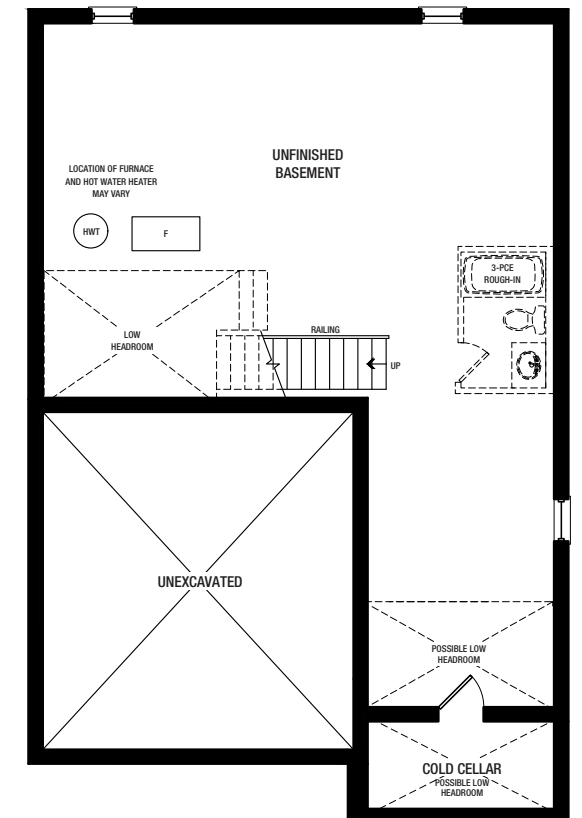 UNFINISHED
BASEMENT
LOCATION OF FURNACE
AND HOT WATER HEATER
MAY VARY
HWT
F
3-PCE
ROUGH-IN
LOW
HEADROOM
RAILING
UP
UNEXCAVATED
POSSIBLE LOW
HEADROOM
COLD CELLAR
POSSIBLE LOW
HEADROOM